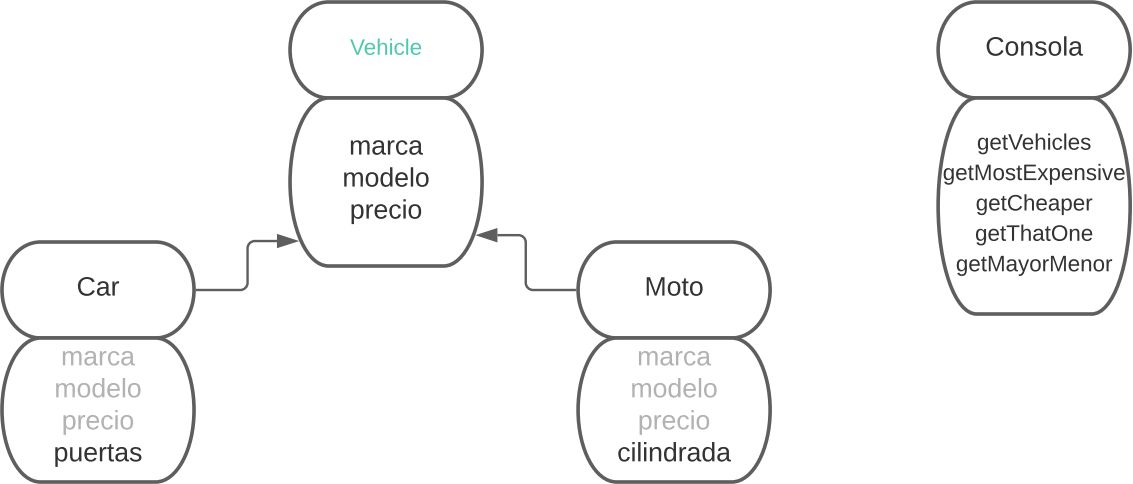 Vehicle
marca
modelo
precio
Car
marca
modelo
precio
puertas
Moto
marca
modelo
precio
cilindrada
Consola
getVehicles
getMostExpensive
getCheaper
getThatOne
getMayorMenor